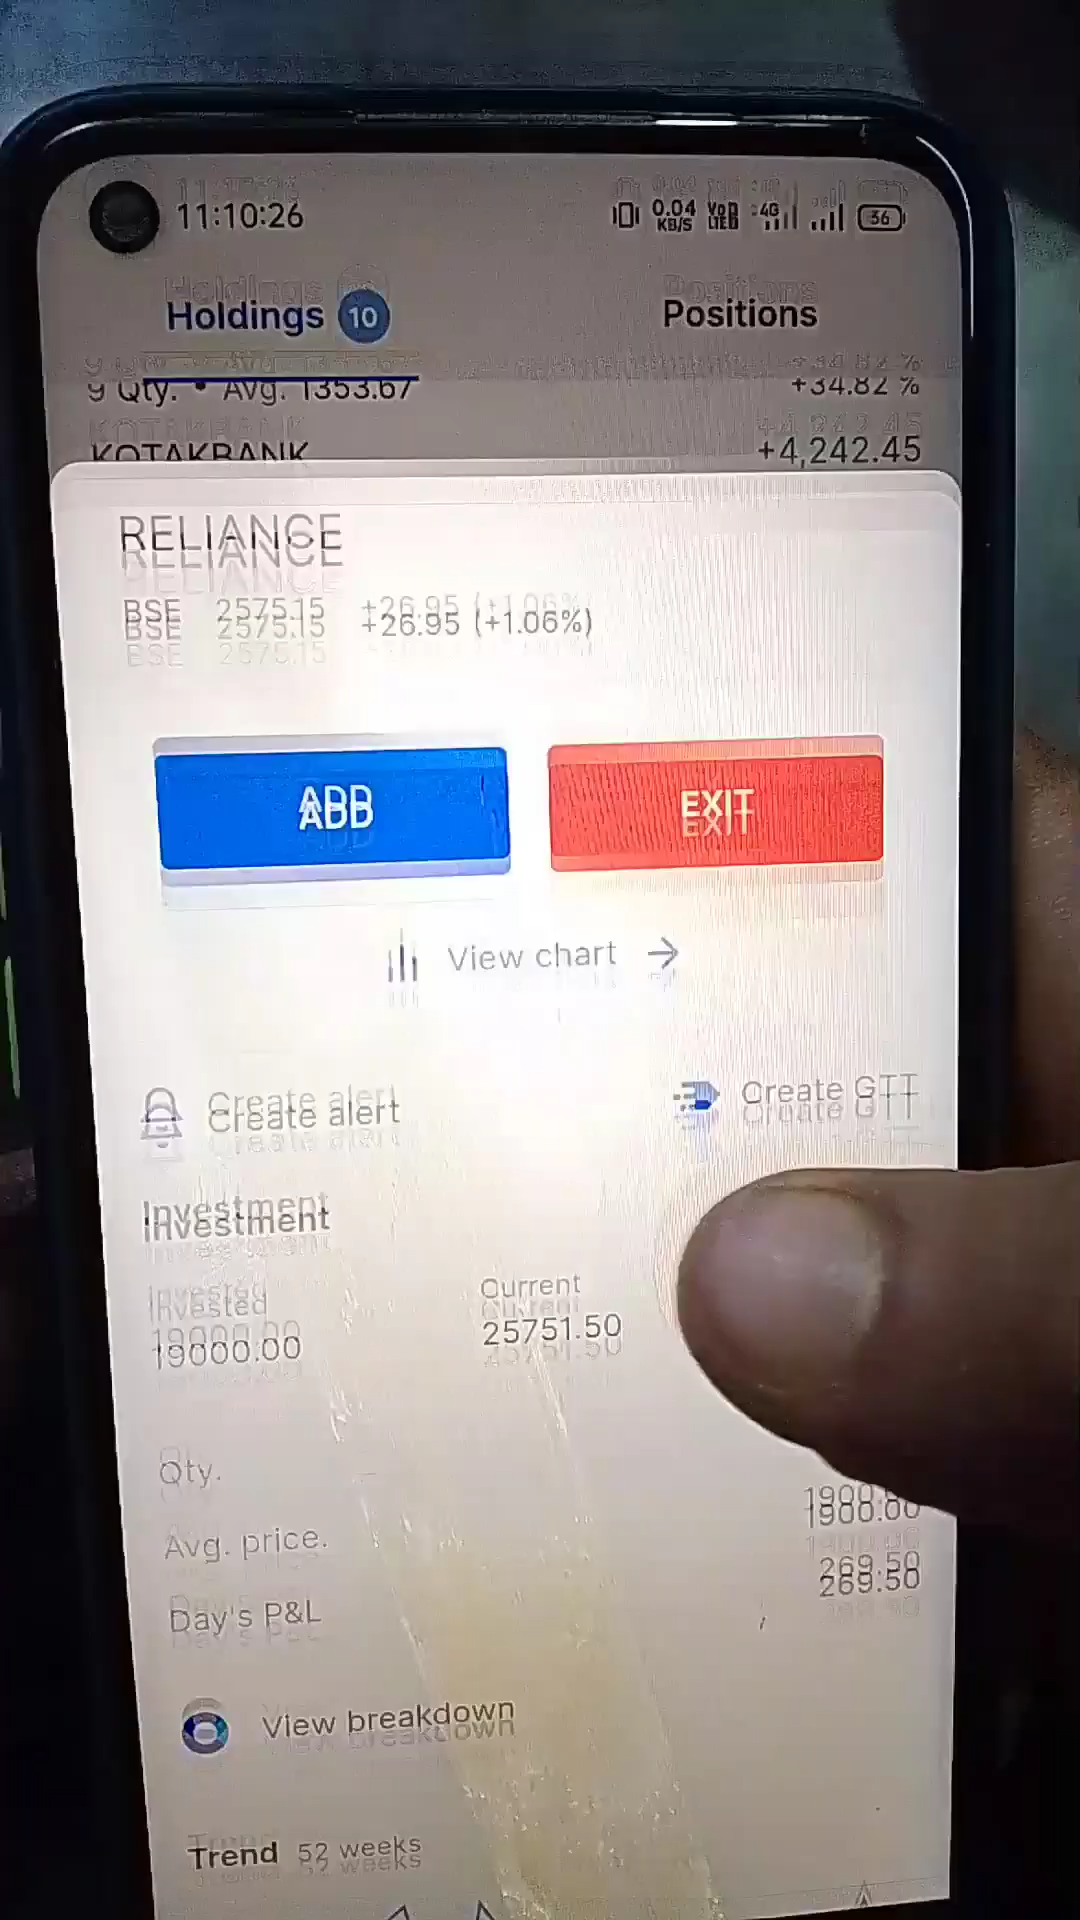 11:10:26 0.04 KB/S VoD LTED 4G 36
Holdings 10 Positions
9 Qty. • Avg. 1353.67 +34.82 %
KOTAKBANK +4,242.45
RELIANCE
BSE 2575.15 +26.95 (+1.06%)
ADD EXIT
View chart →
Create alert Create GTT
Investment
Invested Current
19000.00 25751.50
Qty.
Avg. price. 1900.00
Day's P&L 269.50
View breakdown
Trend 52 weeks